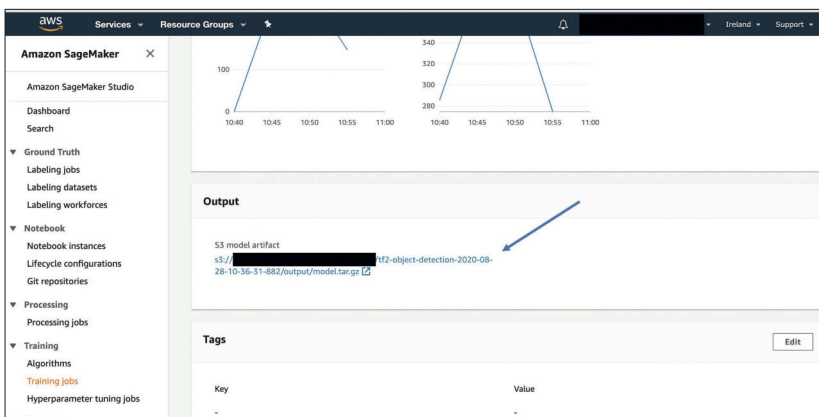 aws
Services
Resource Groups
Ireland
Support
Amazon SageMaker
Amazon SageMaker Studio
Dashboard
Search
Ground Truth
Labeling jobs
Labeling datasets
Labeling workforces
Notebook
Notebook instances
Lifecycle configurations
Git repositories
Processing
Processing jobs
Training
Algorithms
Training jobs
Hyperparameter tuning jobs
100
0
10:40 10:45 10:50 10:55 11:00
340
320
300
280
10:40 10:45 10:50 10:55 11:00
Output
S3 model artifact
s3:// /tf2-object-detection-2020-08-
28-10-36-31-882/output/model.tar.gz
Tags
Edit
Key Value
- -